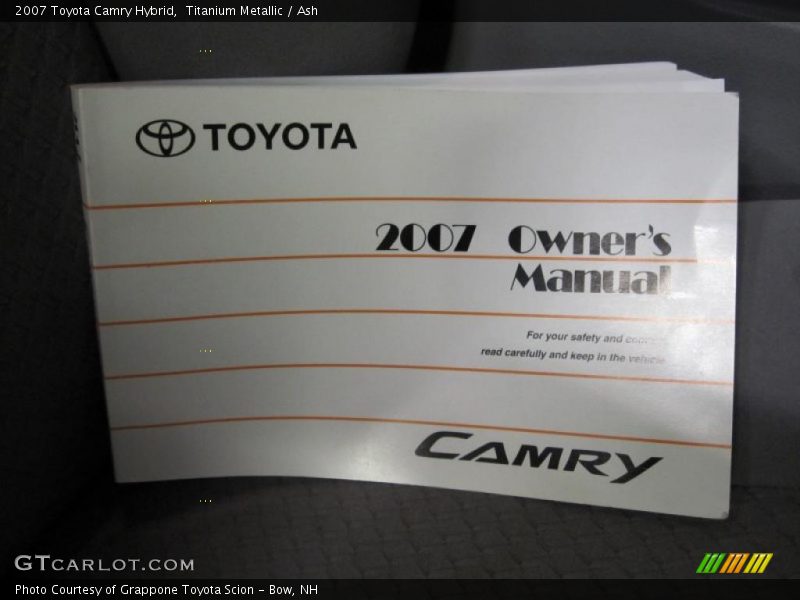 2007 Toyota Camry Hybrid, Titanium Metallic / Ash
TOYOTA
2007 Owner's
Manual
For your safety and
read carefully and keep in the vehicle
CAMRY
GTCARLOT.COM
Photo Courtesy of Grappone Toyota Scion - Bow, NH